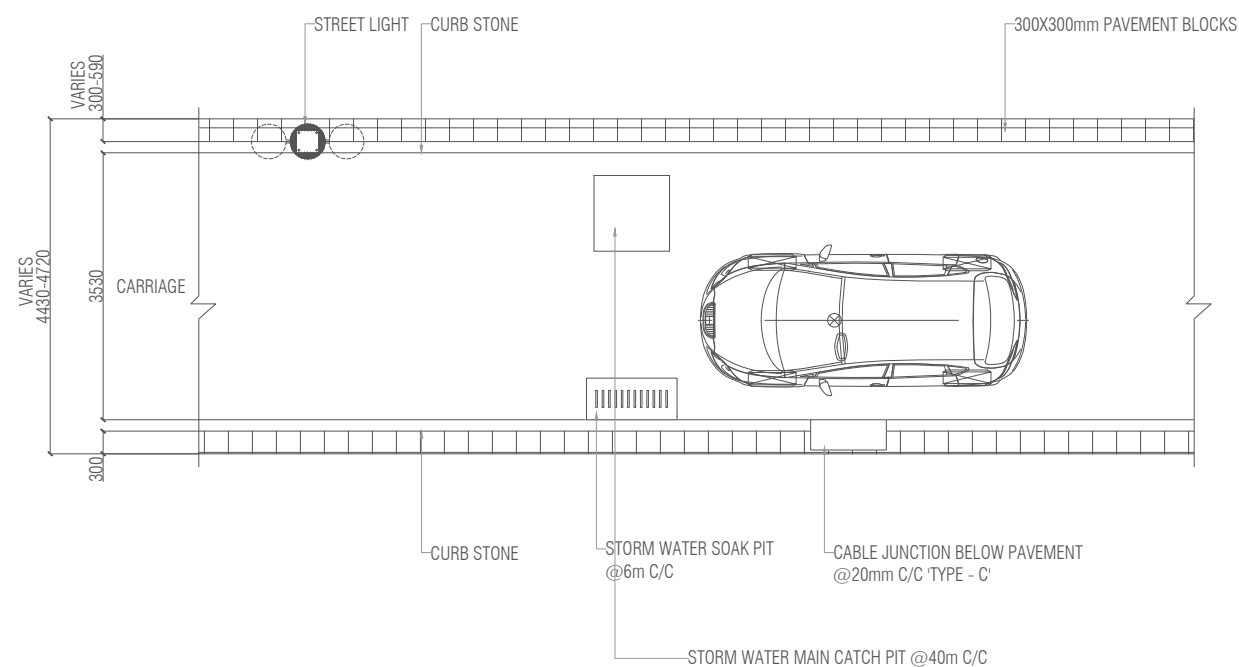 STREET LIGHT
CURB STONE
300X300mm PAVEMENT BLOCKS
VARIES
300-590
VARIES
4430-4720
3530
CARRIAGE
300
CURB STONE
STORM WATER SOAK PIT
@6m C/C
CABLE JUNCTION BELOW PAVEMENT
@20mm C/C 'TYPE - C'
STORM WATER MAIN CATCH PIT @40m C/C